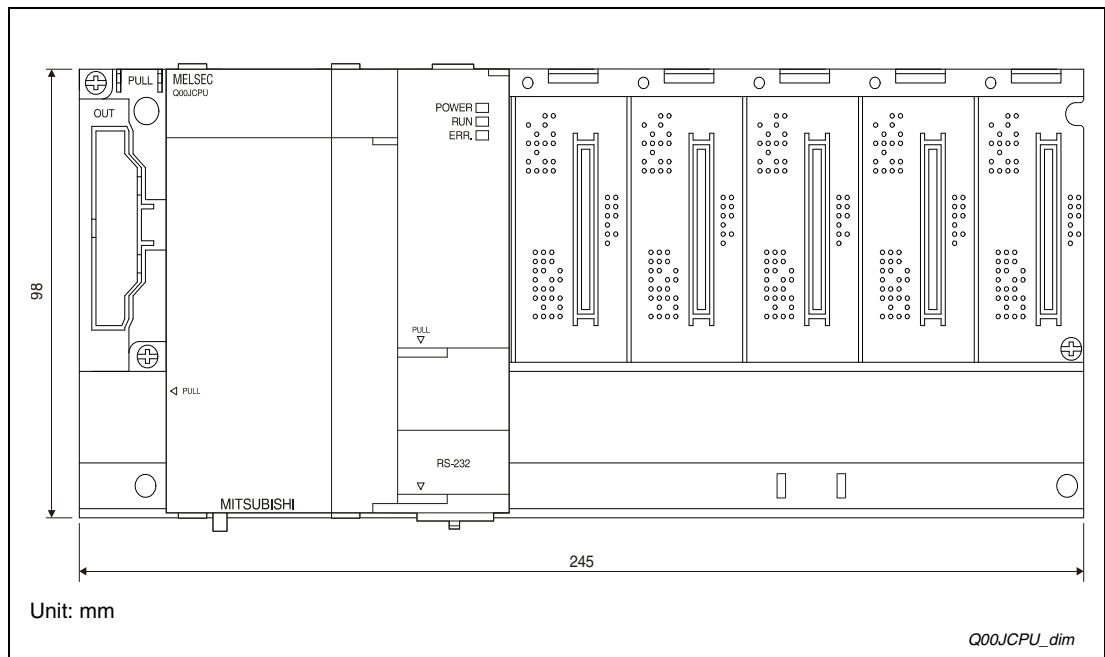 PULL
MELSEC
Q00JCPU
OUT
POWER
RUN
ERR.
98
PULL
PULL
RS-232
MITSUBISHI
245
Unit: mm
Q00JCPU_dim